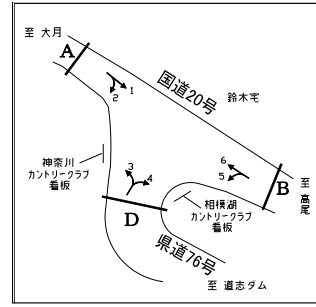 至 大月
A
1
2
国道20号
鈴木宅
6
5
至
高尾
B
神奈川
カントリークラブ
看板
3
4
相模湖
カントリークラブ
看板
D
県道76号
至 道志ダム